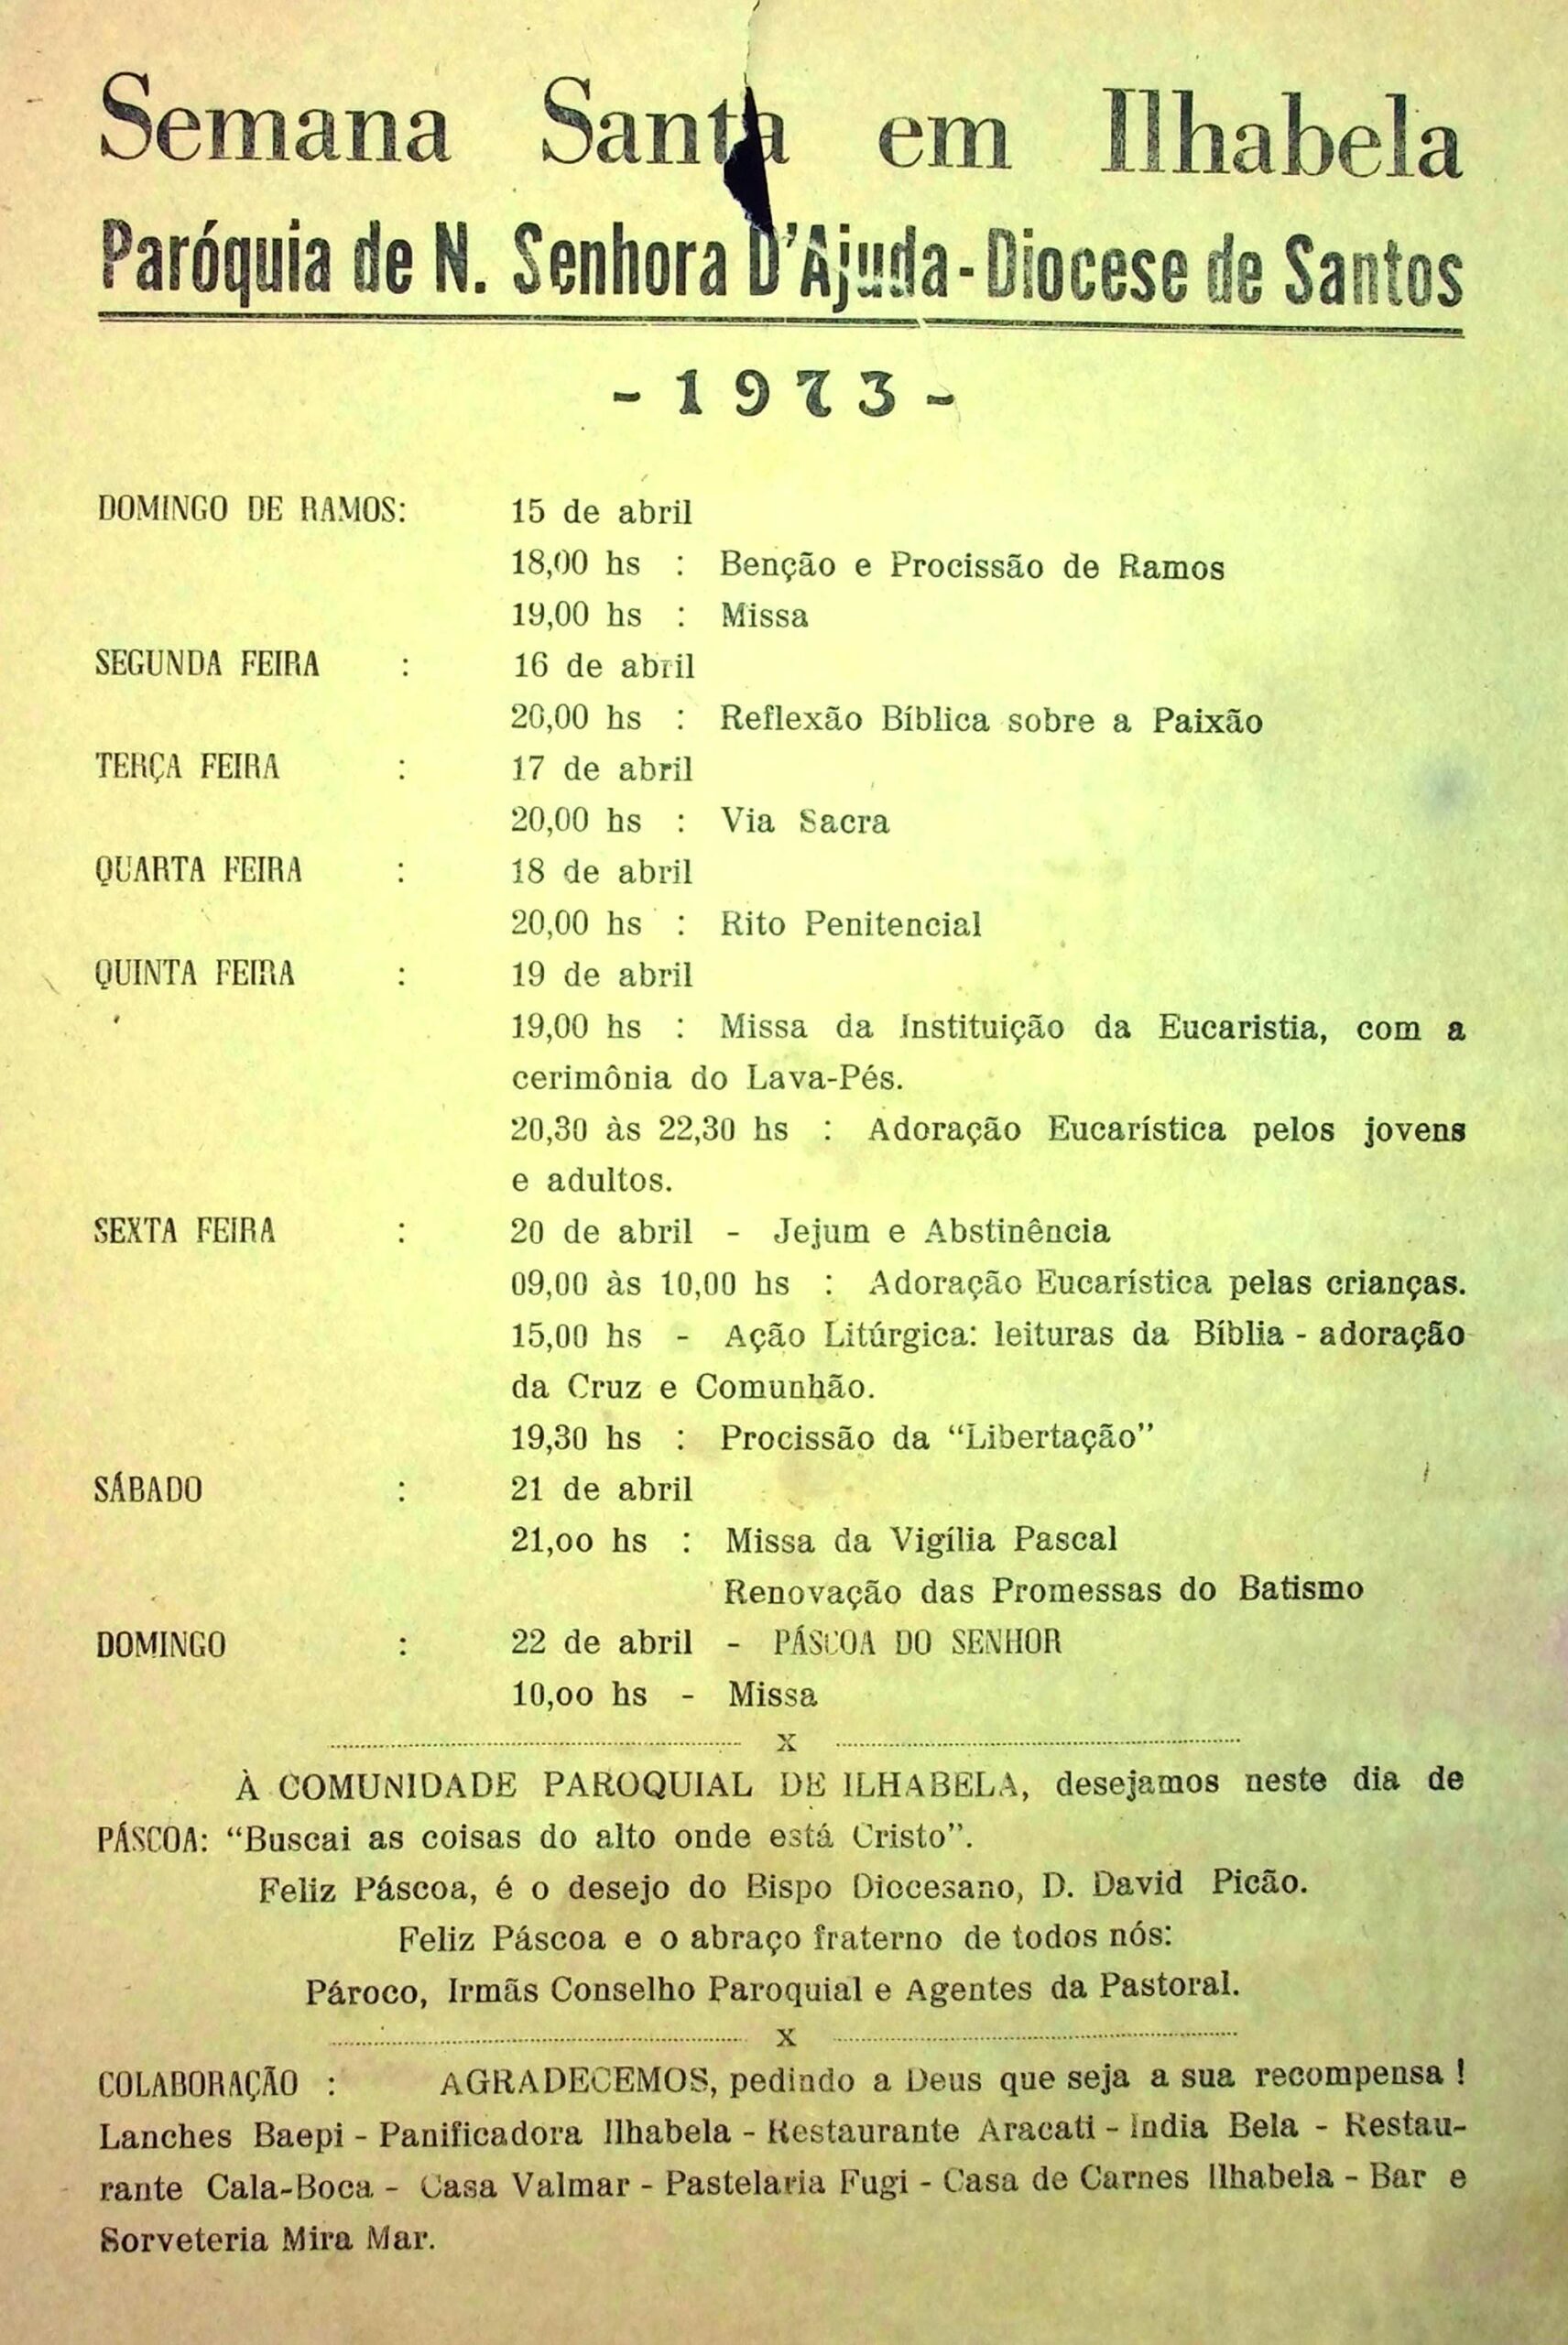 Semana Santa em Ilhabela
Paróquia de N. Senhora D'Ajuda - Diocese de Santos
- 1973 -
DOMINGO DE RAMOS: 15 de abril
18,00 hs : Benção e Procissão de Ramos
19,00 hs : Missa
SEGUNDA FEIRA : 16 de abril
20,00 hs : Reflexão Bíblica sobre a Paixão
TERÇA FEIRA : 17 de abril
20,00 hs : Via Sacra
QUARTA FEIRA : 18 de abril
20,00 hs : Rito Penitencial
QUINTA FEIRA : 19 de abril
19,00 hs : Missa da Instituição da Eucaristia, com a
cerimônia do Lava-Pés.
20,30 às 22,30 hs : Adoração Eucarística pelos jovens
e adultos.
SEXTA FEIRA : 20 de abril - Jejum e Abstinência
09,00 às 10,00 hs : Adoração Eucarística pelas crianças.
15,00 hs - Ação Litúrgica: leituras da Bíblia - adoração
da Cruz e Comunhão.
19,30 hs : Procissão da “Libertação”
SÁBADO : 21 de abril
21,oo hs : Missa da Vigília Pascal
Renovação das Promessas do Batismo
DOMINGO : 22 de abril - PÁSCOA DO SENHOR
10,oo hs - Missa
X
À COMUNIDADE PAROQUIAL DE ILHABELA, desejamos neste dia de
PÁSCOA: “Buscai as coisas do alto onde está Cristo”.
Feliz Páscoa, é o desejo do Bispo Diocesano, D. David Picão.
Feliz Páscoa e o abraço fraterno de todos nós:
Pároco, Irmãs Conselho Paroquial e Agentes da Pastoral.
X
COLABORAÇÃO : AGRADECEMOS, pedindo a Deus que seja a sua recompensa !
Lanches Baepi - Panificadora Ilhabela - Restaurante Aracati - India Bela - Restau-
rante Cala-Boca - Casa Valmar - Pastelaria Fugi - Casa de Carnes Ilhabela - Bar e
Sorveteria Mira Mar.